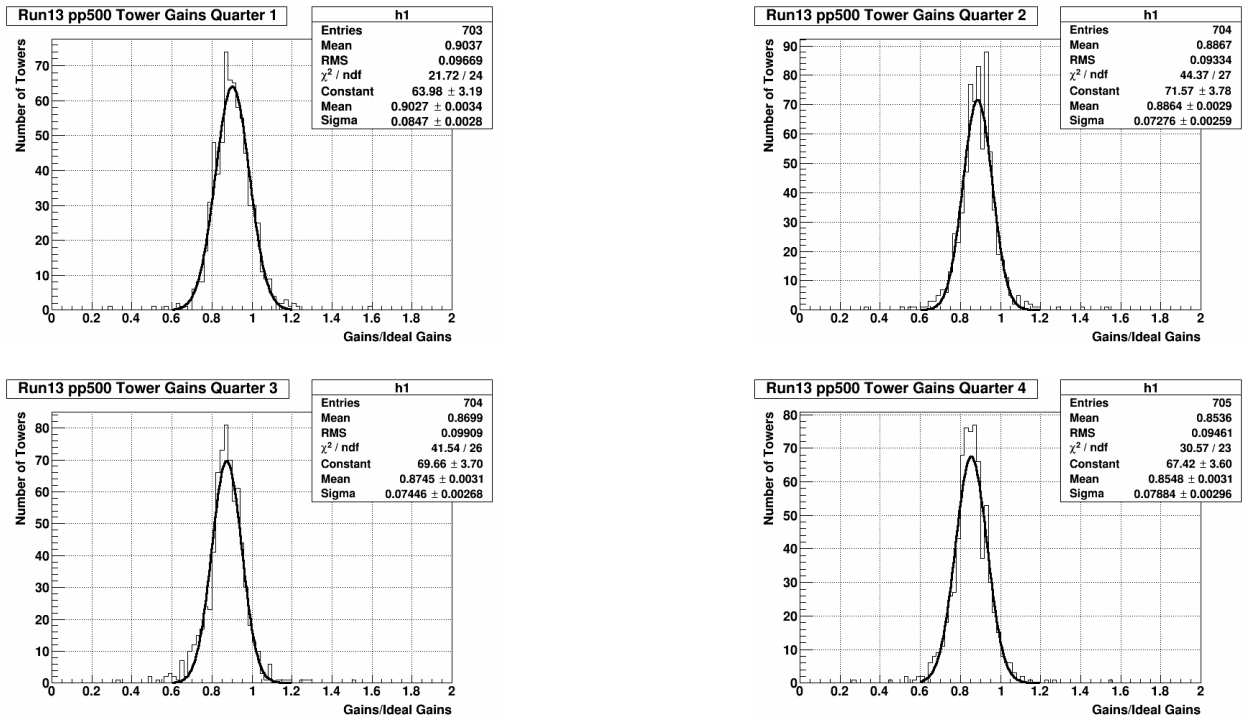 Run13 pp500 Tower Gains Quarter 1
h1
Entries 703
Mean 0.9037
RMS 0.09669
χ² / ndf 21.72 / 24
Constant 63.98 ± 3.19
Mean 0.9027 ± 0.0034
Sigma 0.0847 ± 0.0028
Number of Towers
70
60
50
40
30
20
10
0
0 0.2 0.4 0.6 0.8 1 1.2 1.4 1.6 1.8 2
Gains/Ideal Gains
Run13 pp500 Tower Gains Quarter 2
h1
Entries 704
Mean 0.8867
RMS 0.09334
χ² / ndf 44.37 / 27
Constant 71.57 ± 3.78
Mean 0.8864 ± 0.0029
Sigma 0.07276 ± 0.00259
Number of Towers
90
80
70
60
50
40
30
20
10
0
0 0.2 0.4 0.6 0.8 1 1.2 1.4 1.6 1.8 2
Gains/Ideal Gains
Run13 pp500 Tower Gains Quarter 3
h1
Entries 704
Mean 0.8699
RMS 0.09909
χ² / ndf 41.54 / 26
Constant 69.66 ± 3.70
Mean 0.8745 ± 0.0031
Sigma 0.07446 ± 0.00268
Number of Towers
80
70
60
50
40
30
20
10
0
0 0.2 0.4 0.6 0.8 1 1.2 1.4 1.6 1.8 2
Gains/Ideal Gains
Run13 pp500 Tower Gains Quarter 4
h1
Entries 705
Mean 0.8536
RMS 0.09461
χ² / ndf 30.57 / 23
Constant 67.42 ± 3.60
Mean 0.8548 ± 0.0031
Sigma 0.07884 ± 0.00296
Number of Towers
80
70
60
50
40
30
20
10
0
0 0.2 0.4 0.6 0.8 1 1.2 1.4 1.6 1.8 2
Gains/Ideal Gains